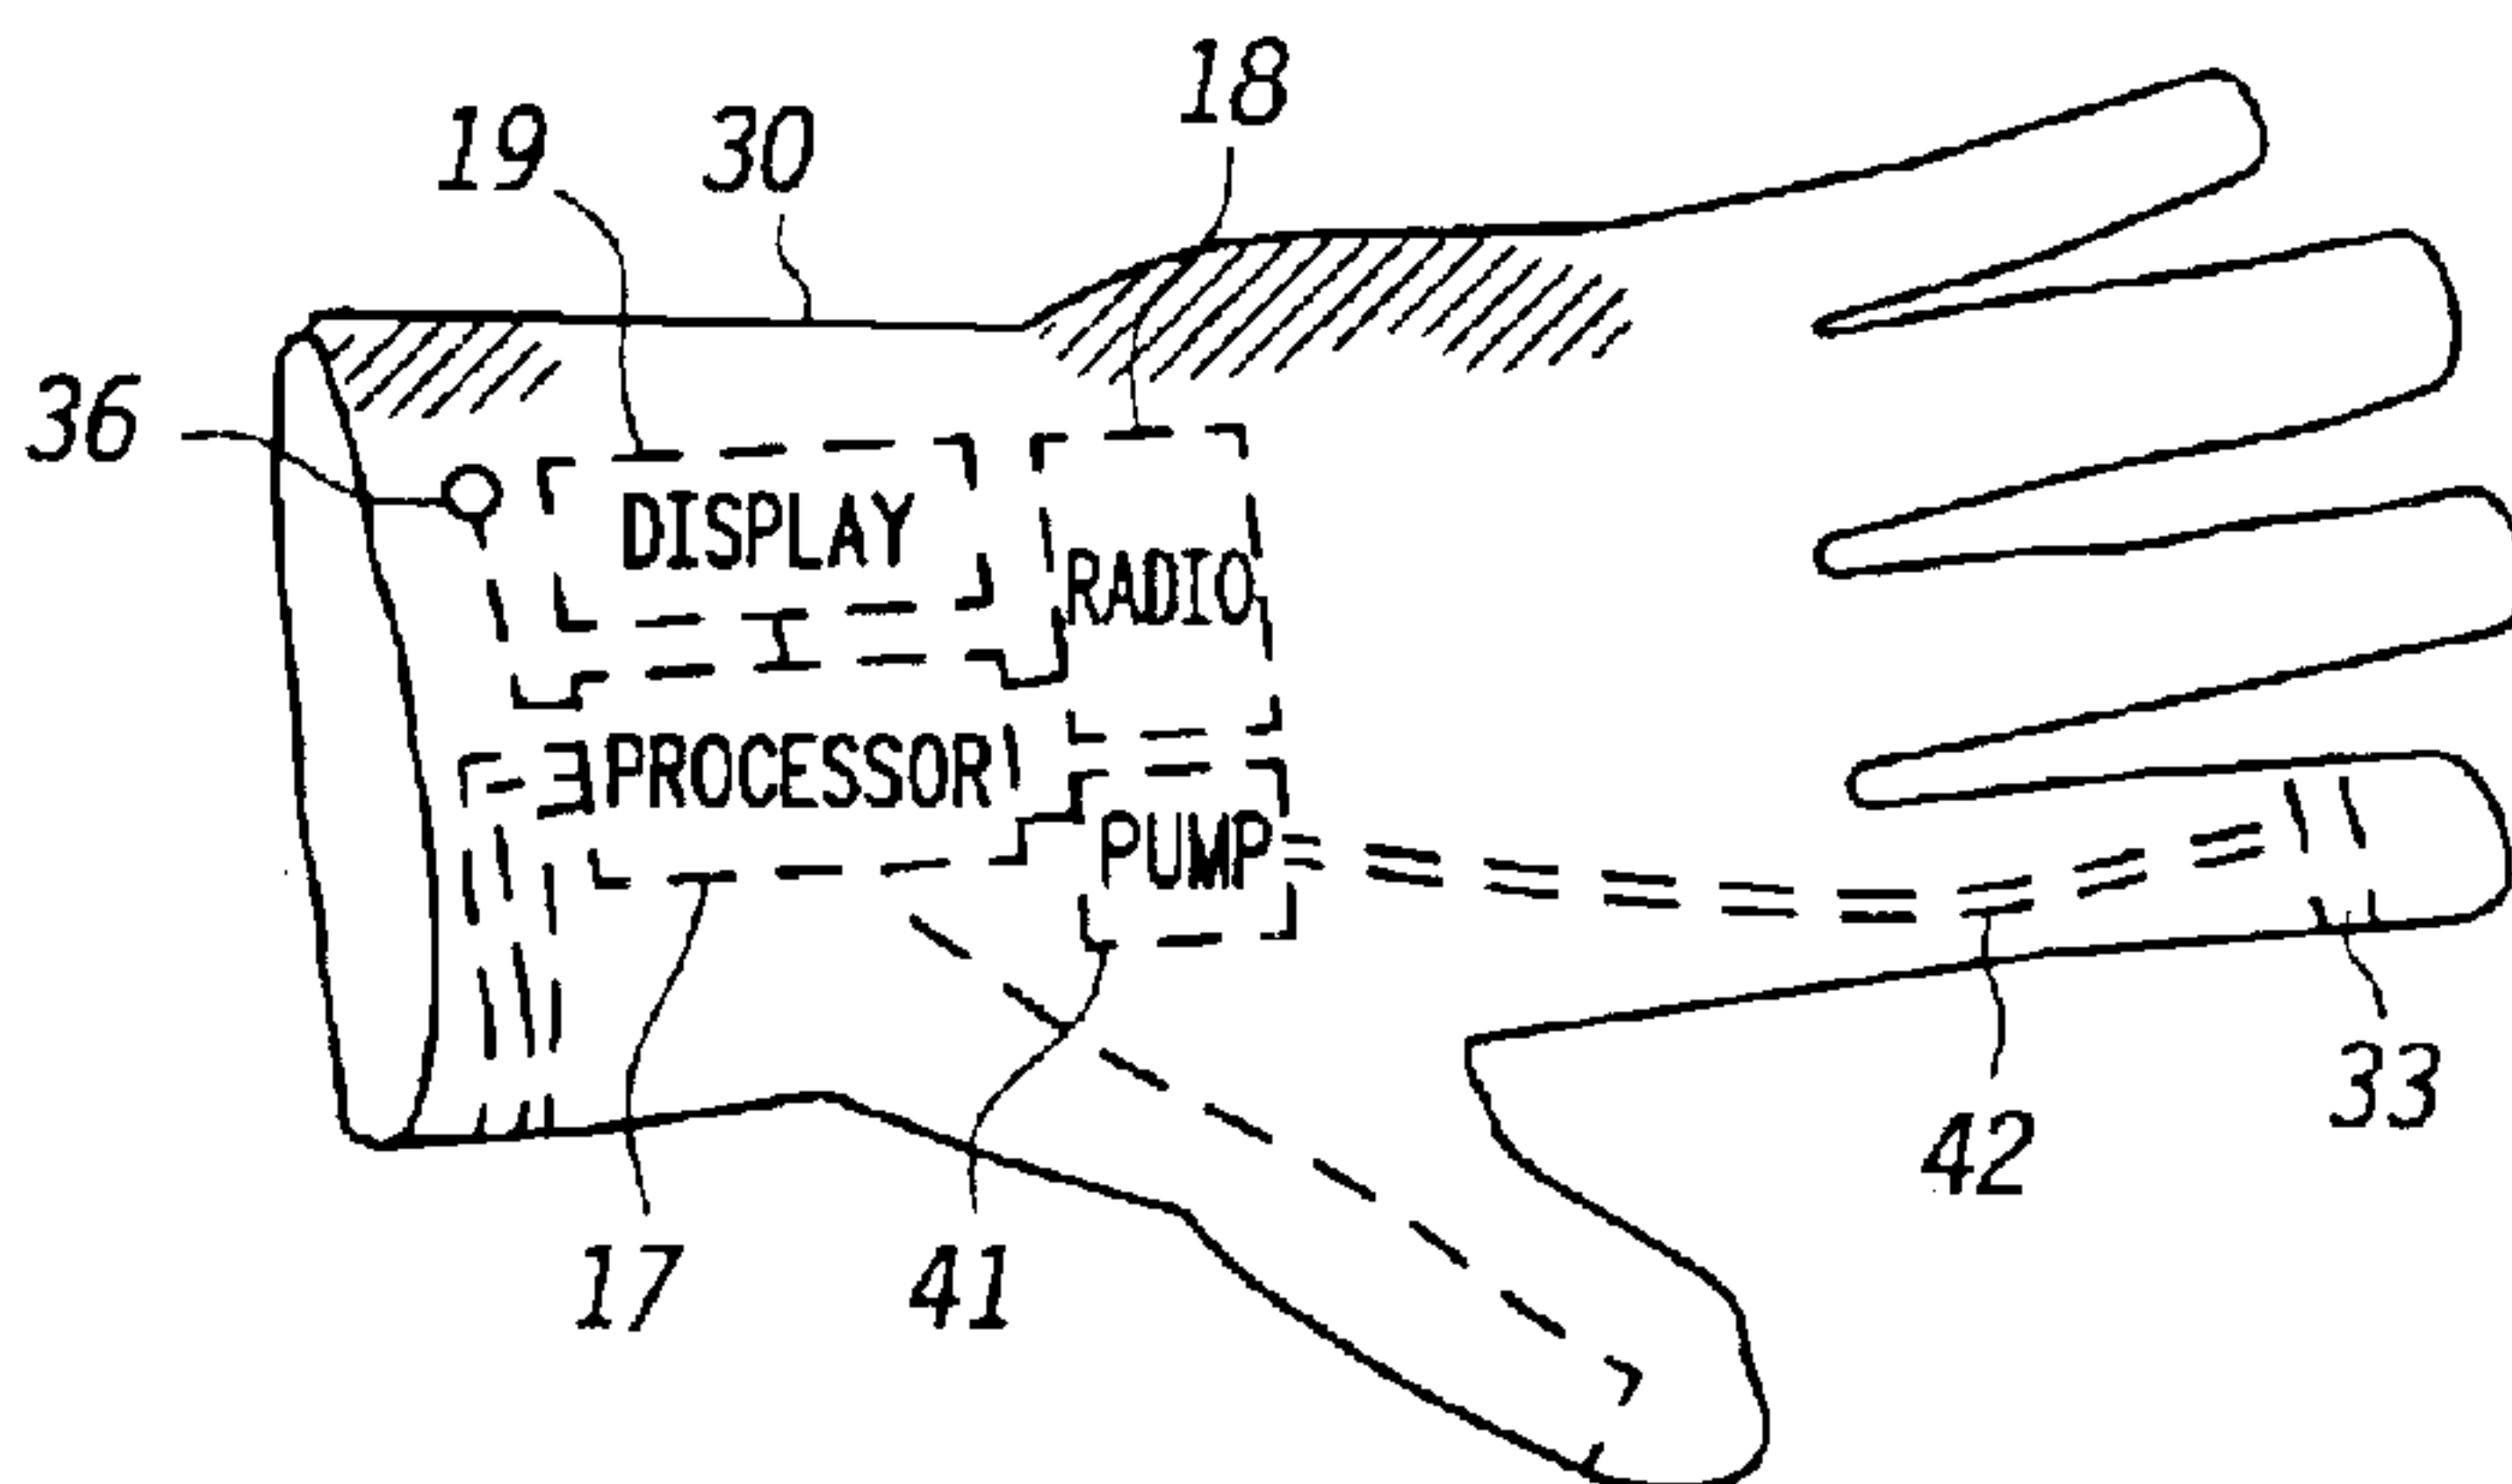 18
19 30
36
DISPLAY
RADIO
PROCESSOR
PUMP
33
42
17 41